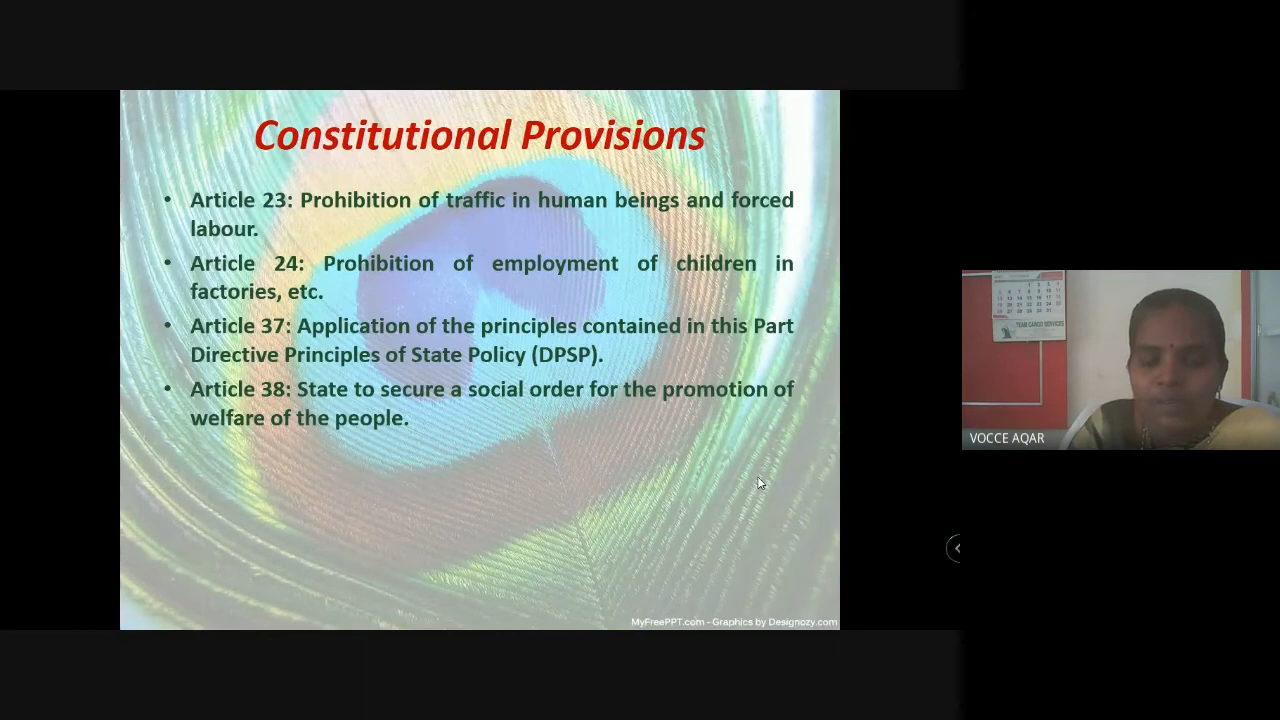 Constitutional Provisions
• Article 23: Prohibition of traffic in human beings and forced
labour.
• Article 24: Prohibition of employment of children in
factories, etc.
• Article 37: Application of the principles contained in this Part
Directive Principles of State Policy (DPSP).
• Article 38: State to secure a social order for the promotion of
welfare of the people.
MyFreePPT.com - Graphics by Designozy.com
TEAM CARGO SERVICES
VOCCE AQAR